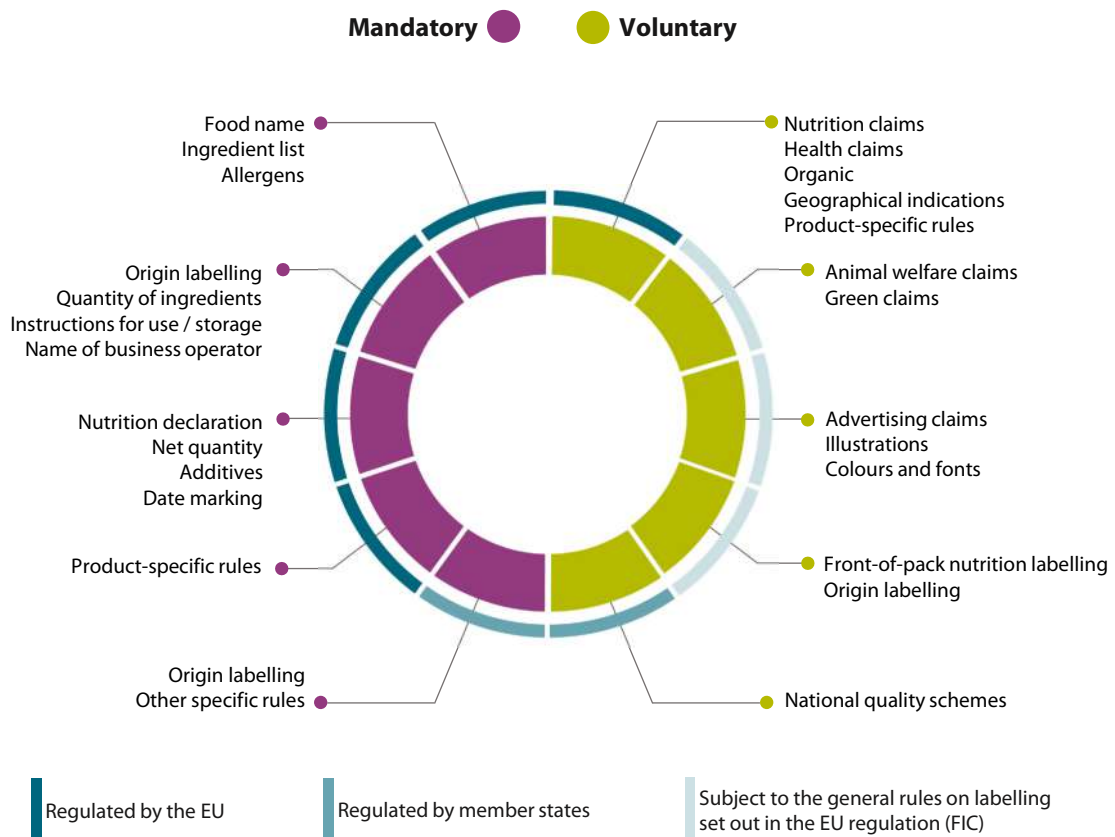 Mandatory
Voluntary
Food name
Ingredient list
Allergens
Nutrition claims
Health claims
Organic
Geographical indications
Product-specific rules
Origin labelling
Quantity of ingredients
Instructions for use / storage
Name of business operator
Animal welfare claims
Green claims
Nutrition declaration
Net quantity
Additives
Date marking
Advertising claims
Illustrations
Colours and fonts
Product-specific rules
Front-of-pack nutrition labelling
Origin labelling
Origin labelling
Other specific rules
National quality schemes
Regulated by the EU
Regulated by member states
Subject to the general rules on labelling
set out in the EU regulation (FIC)